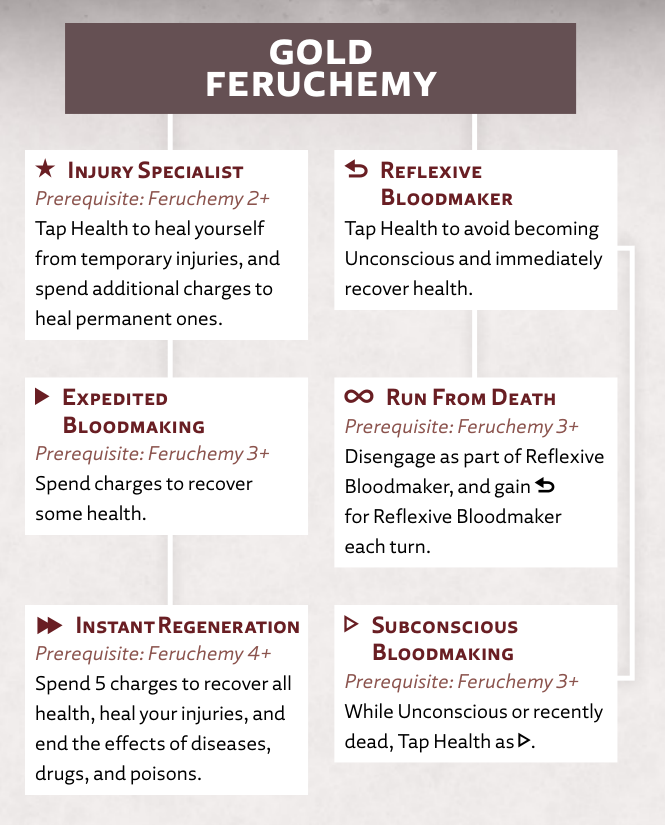 GOLD
FERUCHEMY
★ INJURY SPECIALIST
Prerequisite: Feruchemy 2+
Tap Health to heal yourself
from temporary injuries, and
spend additional charges to
heal permanent ones.
REFLEXIVE
BLOODMAKER
Tap Health to avoid becoming
Unconscious and immediately
recover health.
EXPEDITED
BLOODMAKING
Prerequisite: Feruchemy 3+
Spend charges to recover
some health.
∞ RUN FROM DEATH
Prerequisite: Feruchemy 3+
Disengage as part of Reflexive
Bloodmaker, and gain ⮌
for Reflexive Bloodmaker
each turn.
INSTANT REGENERATION
Prerequisite: Feruchemy 4+
Spend 5 charges to recover all
health, heal your injuries, and
end the effects of diseases,
drugs, and poisons.
SUBCONSCIOUS
BLOODMAKING
Prerequisite: Feruchemy 3+
While Unconscious or recently
dead, Tap Health as ▷.